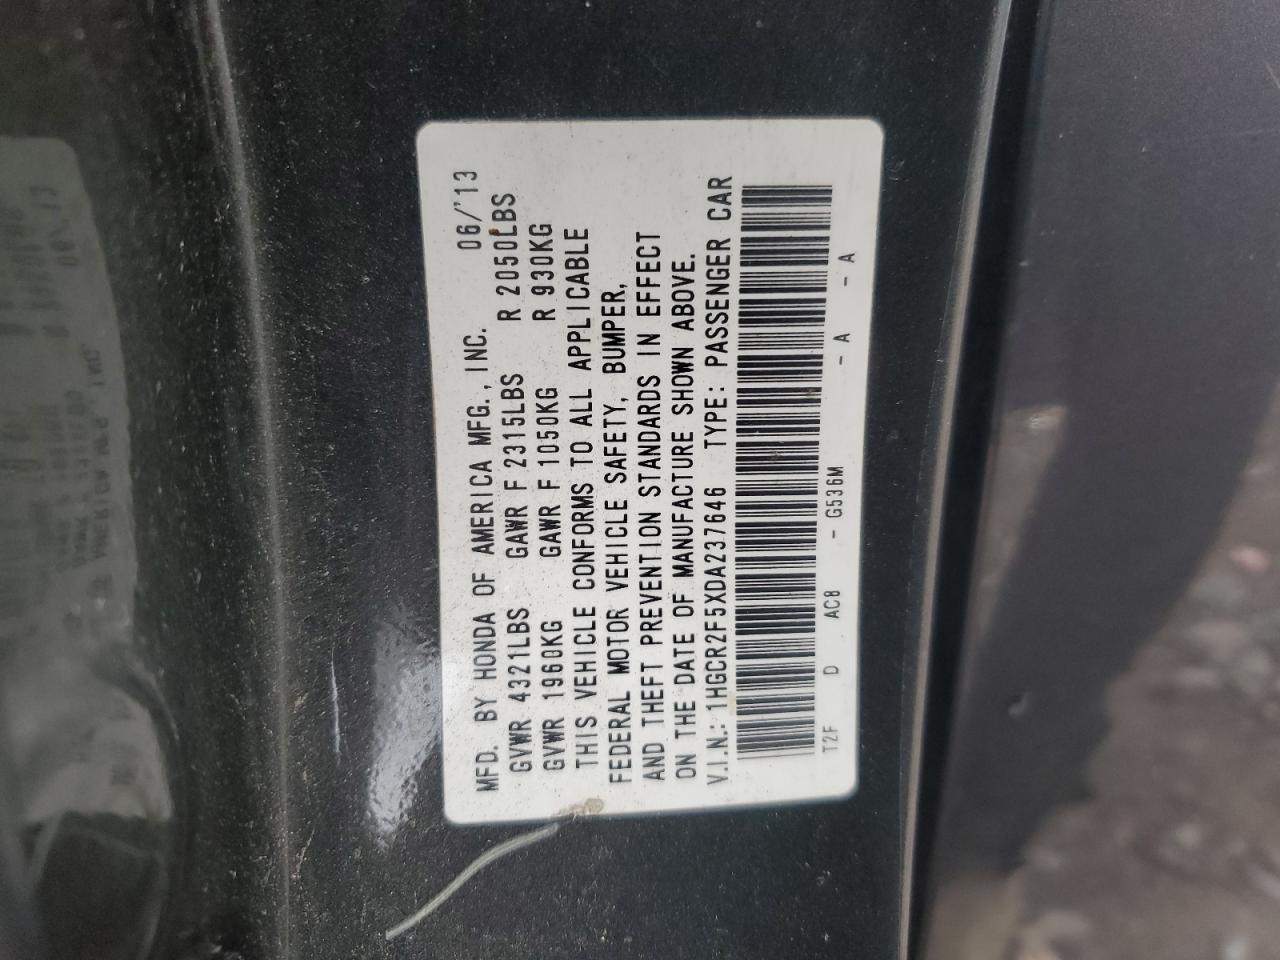 MFD. BY HONDA OF AMERICA MFG., INC. 06/'13
GVWR 4321LBS GAWR F 2315LBS R 2050LBS
GVWR 1960KG GAWR F 1050KG R 930KG
THIS VEHICLE CONFORMS TO ALL APPLICABLE
FEDERAL MOTOR VEHICLE SAFETY, BUMPER,
AND THEFT PREVENTION STANDARDS IN EFFECT
ON THE DATE OF MANUFACTURE SHOWN ABOVE.
V.I.N.: 1HGCR2F5XDA237646 TYPE: PASSENGER CAR
T2F D AC8 - G536M - A - A